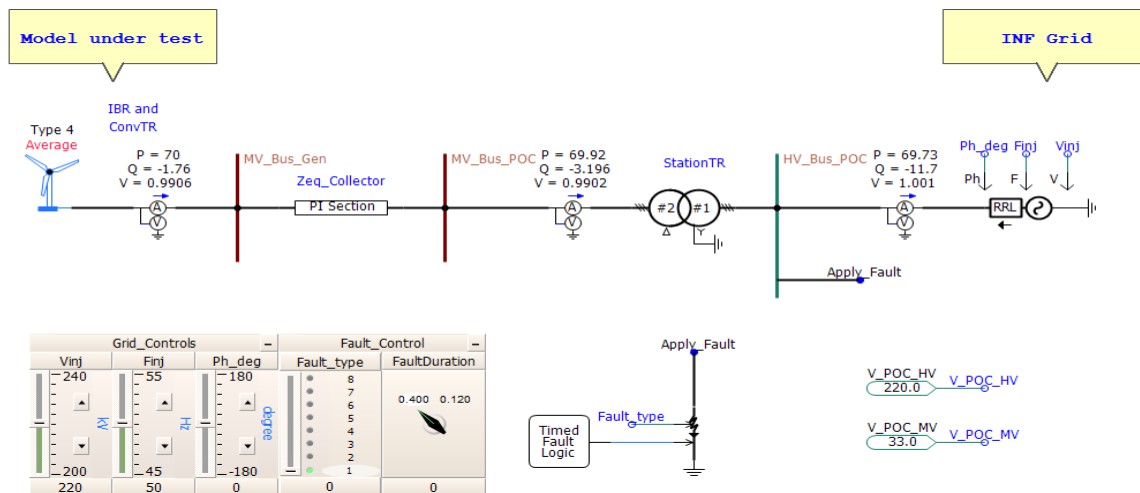 Model under test
INF Grid
IBR and
ConvTR
Type 4
Average
P = 70
Q = -1.76
V = 0.9906
A
V
MV_Bus_Gen
Zeq_Collector
PI Section
MV_Bus_POC
P = 69.92
Q = -3.196
V = 0.9902
A
V
StationTR
#2
#1
HV_Bus_POC
P = 69.73
Q = -11.7
V = 1.001
A
V
Ph_deg
Finj
Vinj
Ph
F
V
RRL
Apply_Fault
Grid_Controls
Vinj
Finj
Ph_deg
240
200
kV
55
45
Hz
180
-180
degree
220
50
0
Fault_Control
Fault_type
FaultDuration
8
7
6
5
4
3
2
1
0.400 0.120
0
0
Apply_Fault
Fault_type
Timed
Fault
Logic
V_POC_HV
220.0
V_POC_HV
V_POC_MV
33.0
V_POC_MV